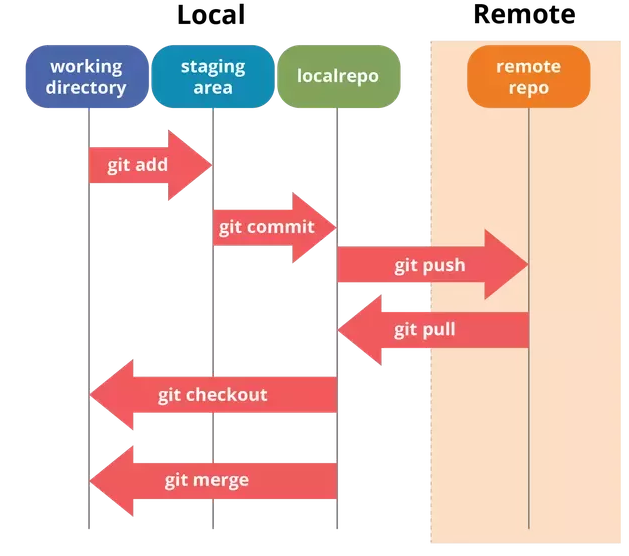 Local
Remote
working
directory
staging
area
localrepo
remote
repo
git add
git commit
git push
git pull
git checkout
git merge